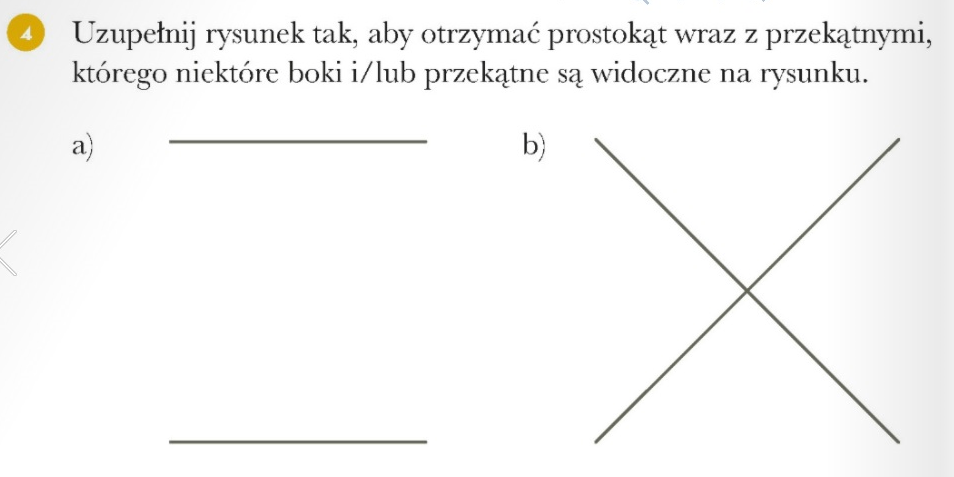 4 Uzupełnij rysunek tak, aby otrzymać prostokąt wraz z przekątnymi,
którego niektóre boki i/lub przekątne są widoczne na rysunku.
a) b)